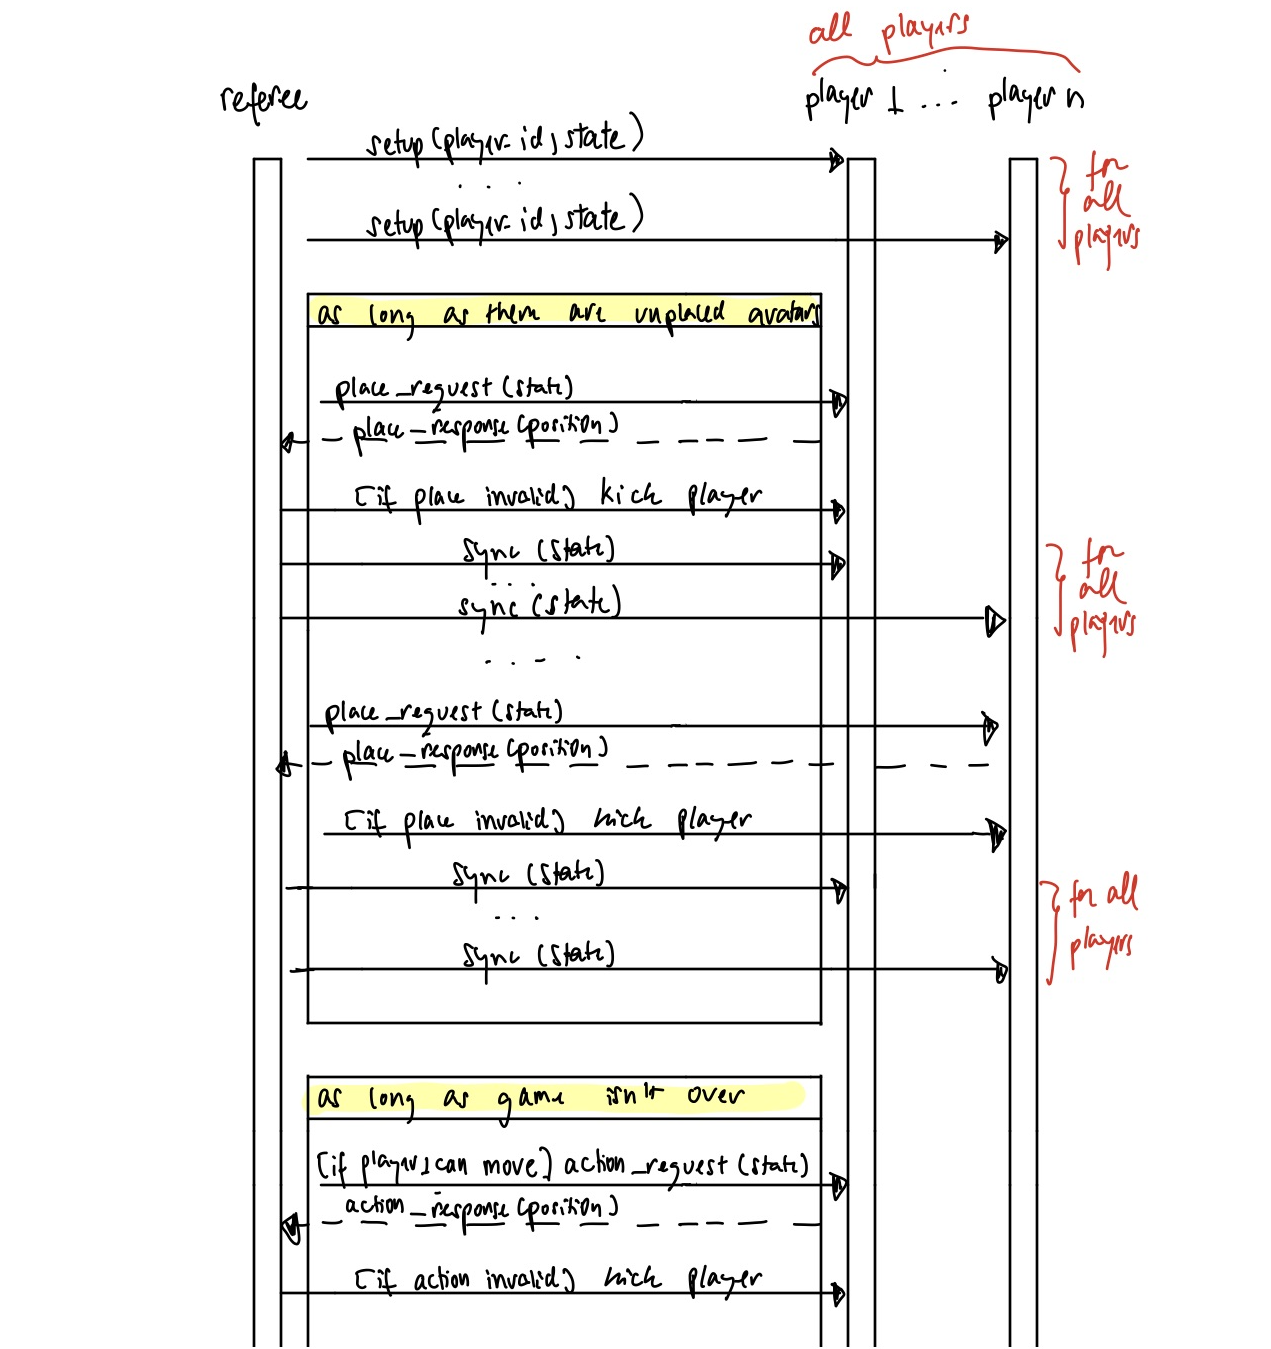 all players
referee
player 1 ... player n
setup (player-id, state)
. . .
setup (player-id, state)
for
all
players
as long as there are unplaced avatars
place_request (state)
place_response (position)
[if place invalid] kick player
sync (state)
. . .
sync (state)
for
all
players
. . . .
place_request (state)
place_response (position)
[if place invalid] kick player
sync (state)
. . .
sync (state)
for all
players
as long as game isn't over
[if player 1 can move] action_request (state)
action_response (position)
[if action invalid] kick player